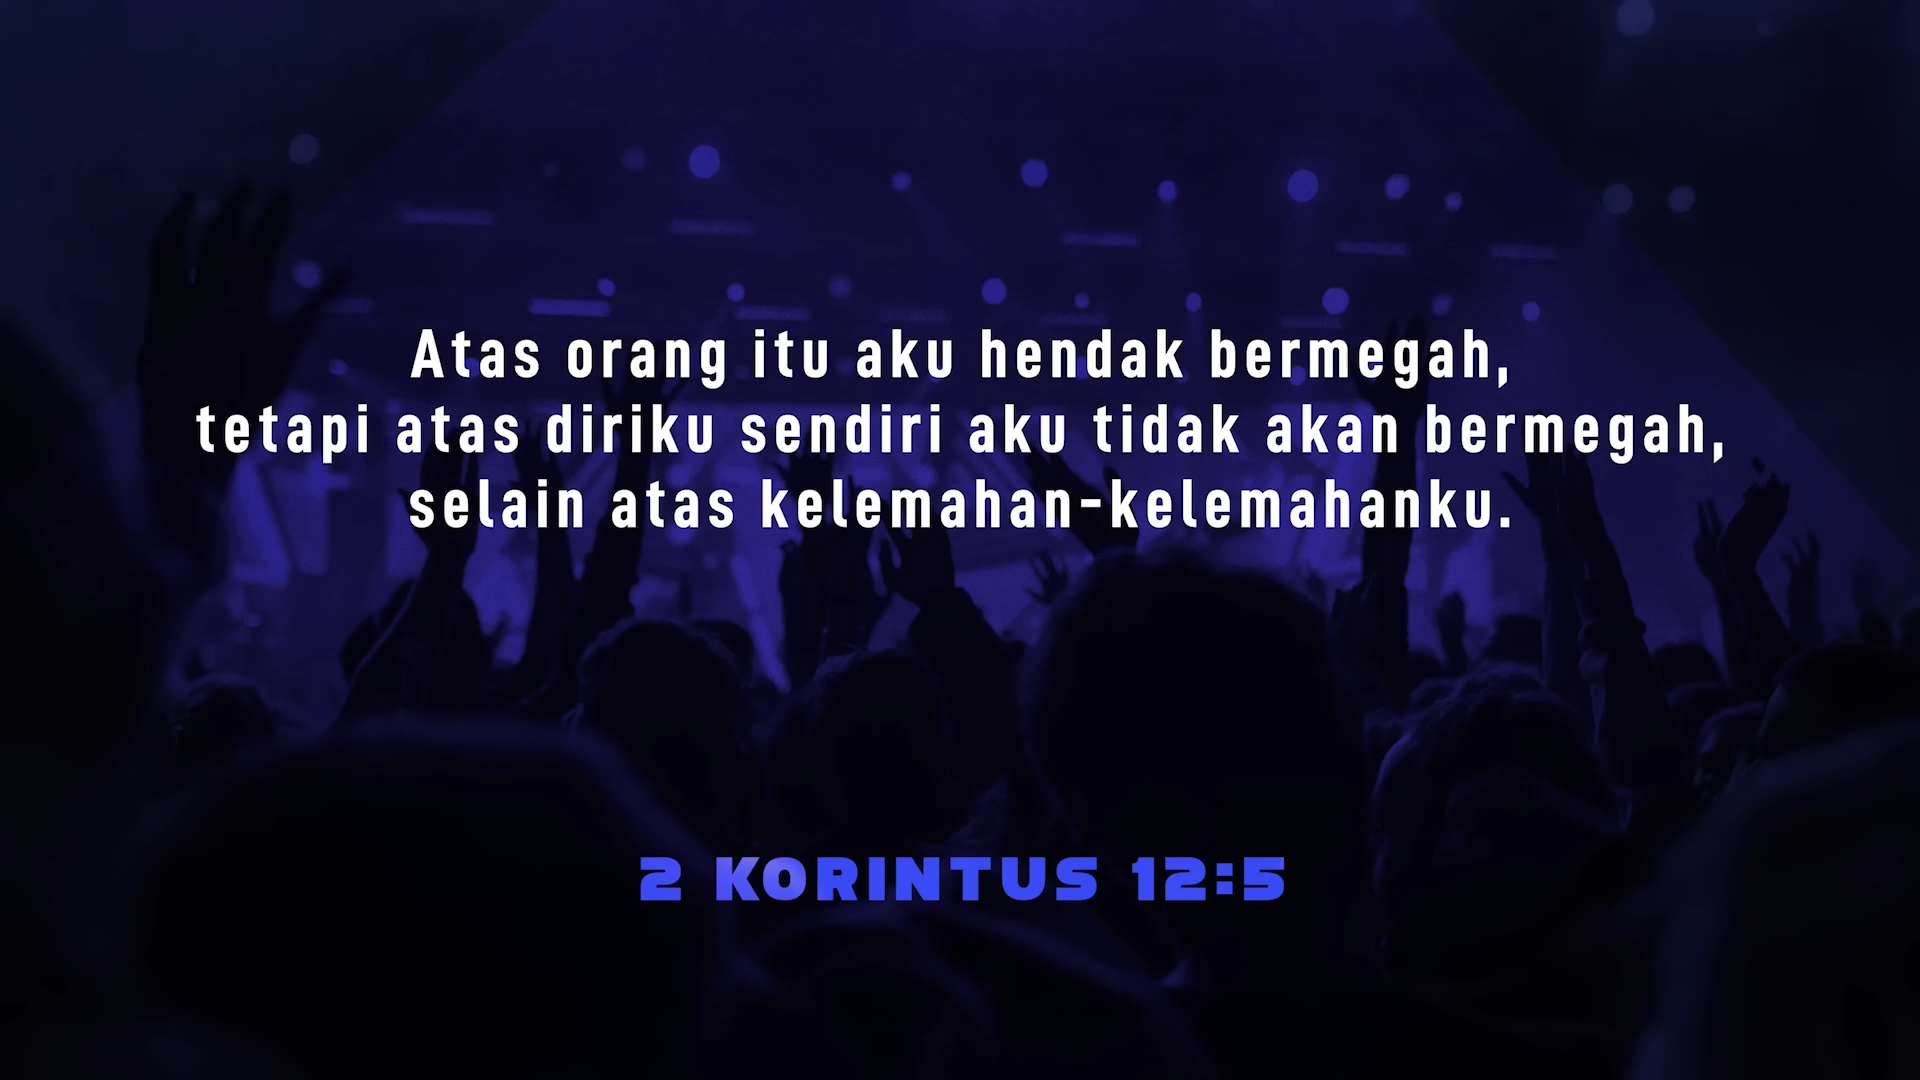 Atas orang itu aku hendak bermegah,
tetapi atas diriku sendiri aku tidak akan bermegah,
selain atas kelemahan-kelemahanku.
2 KORINTUS 12:5